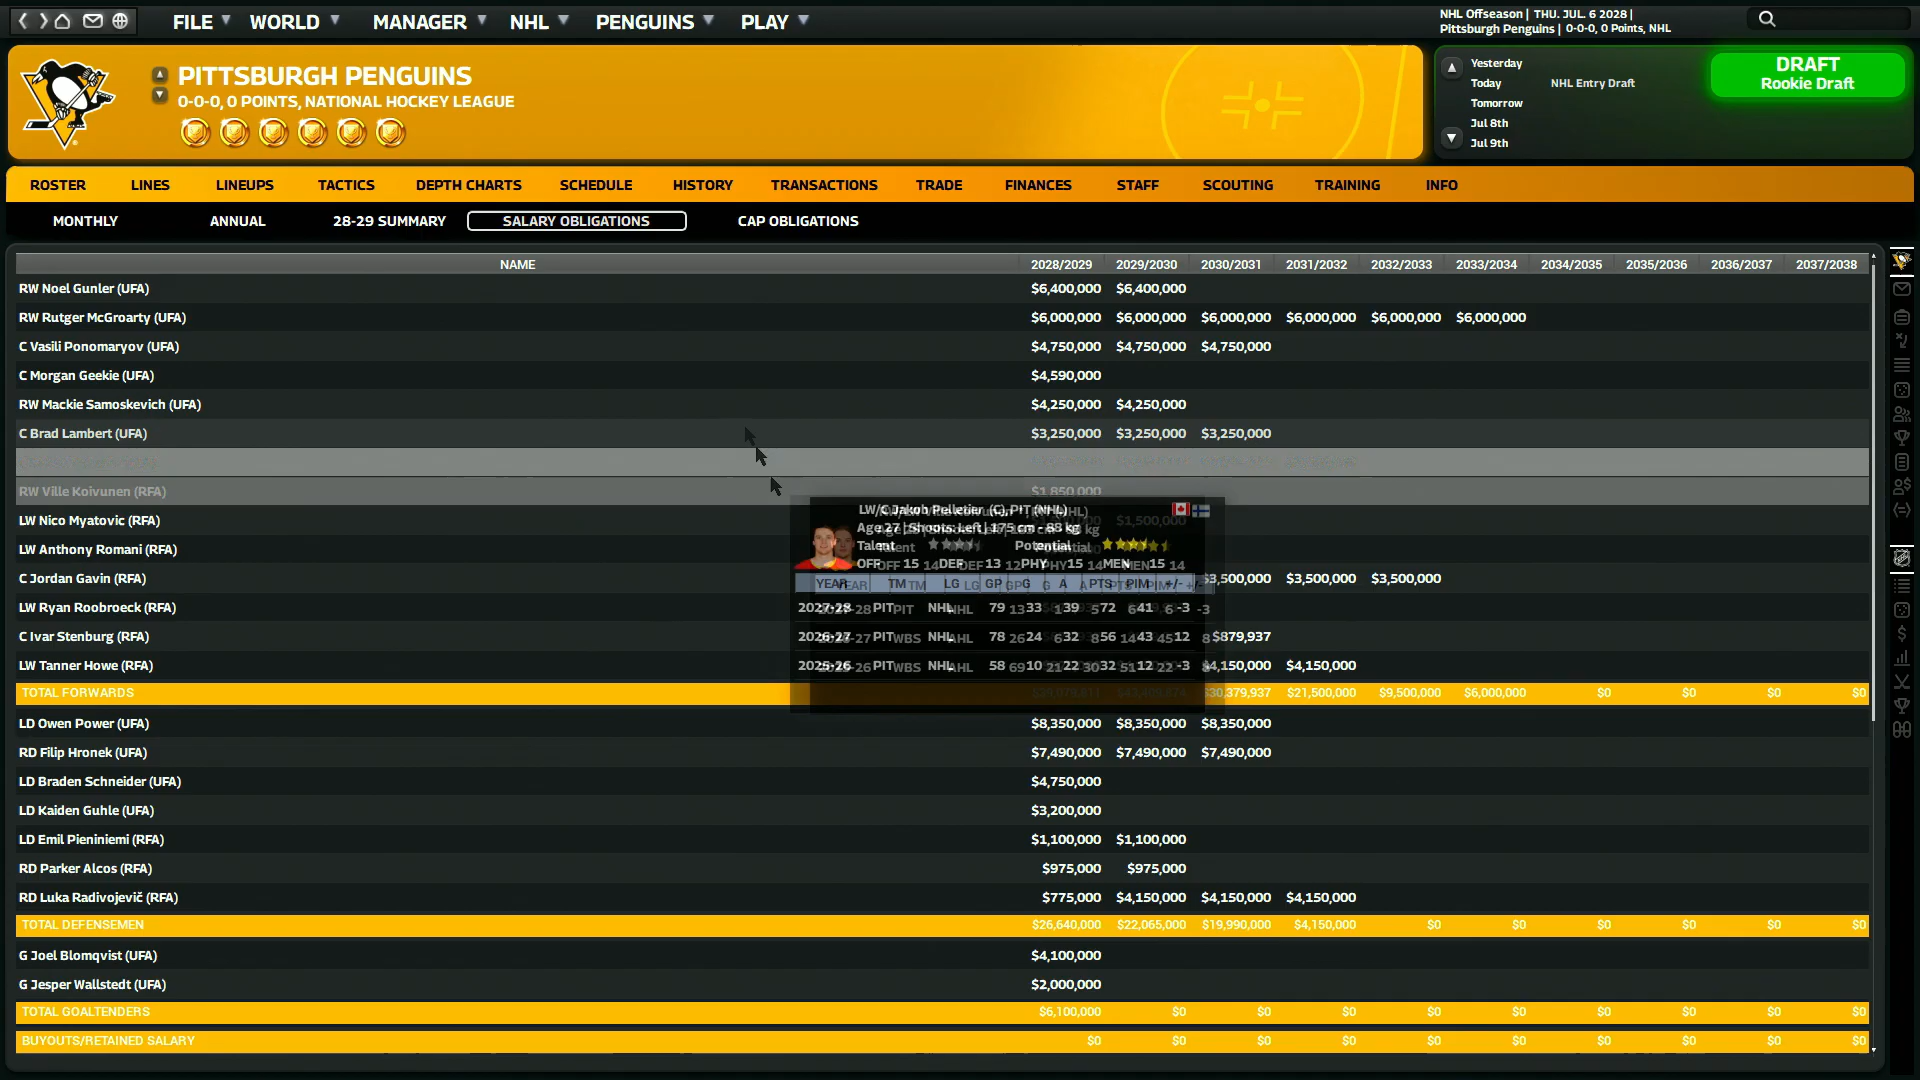 FILE WORLD MANAGER NHL PENGUINS PLAY
NHL Offseason | THU. JUL. 6 2028 |
Pittsburgh Penguins | 0-0-0, 0 Points, NHL
PITTSBURGH PENGUINS
0-0-0, 0 POINTS, NATIONAL HOCKEY LEAGUE
Yesterday
Today NHL Entry Draft
Tomorrow
Jul 8th
Jul 9th
DRAFT
Rookie Draft
ROSTER LINES LINEUPS TACTICS DEPTH CHARTS SCHEDULE HISTORY TRANSACTIONS TRADE FINANCES STAFF SCOUTING TRAINING INFO
MONTHLY ANNUAL 28-29 SUMMARY SALARY OBLIGATIONS CAP OBLIGATIONS
NAME 2028/2029 2029/2030 2030/2031 2031/2032 2032/2033 2033/2034 2034/2035 2035/2036 2036/2037 2037/2038
RW Noel Gunler (UFA) $6,400,000 $6,400,000
RW Rutger McGroarty (UFA) $6,000,000 $6,000,000 $6,000,000 $6,000,000 $6,000,000 $6,000,000
C Vasili Ponomaryov (UFA) $4,750,000 $4,750,000 $4,750,000
C Morgan Geekie (UFA) $4,590,000
RW Mackie Samoskevich (UFA) $4,250,000 $4,250,000
C Brad Lambert (UFA) $3,250,000 $3,250,000 $3,250,000
RW Ville Koivunen (RFA) $1,850,000
LW Nico Myatovic (RFA) $1,500,000
LW Anthony Romani (RFA)
C Jordan Gavin (RFA) $3,500,000 $3,500,000 $3,500,000
LW Ryan Roobroeck (RFA)
C Ivar Stenburg (RFA) $879,937
LW Tanner Howe (RFA) $4,150,000 $4,150,000
LW/C Jakob Pelletier (C), PIT (NHL)
Age 27 | Shoots: Left | 175 cm - 83 kg
Talent Potential
OFF 15 DEF 13 PHY 15 MEN 15
YEAR TM LG GP G A PTS PIM +/-
2027-28 PIT NHL 79 33 39 72 41 -3
2026-27 PIT NHL 78 24 32 56 43 12
2025-26 PIT NHL 58 10 22 32 12 -3
TOTAL FORWARDS $30,379,937 $21,500,000 $9,500,000 $6,000,000 $0 $0 $0 $0
LD Owen Power (UFA) $8,350,000 $8,350,000 $8,350,000
RD Filip Hronek (UFA) $7,490,000 $7,490,000 $7,490,000
LD Braden Schneider (UFA) $4,750,000
LD Kaiden Guhle (UFA) $3,200,000
LD Emil Pieniniemi (RFA) $1,100,000 $1,100,000
RD Parker Alcos (RFA) $975,000 $975,000
RD Luka Radivojevič (RFA) $775,000 $4,150,000 $4,150,000 $4,150,000
TOTAL DEFENSEMEN $26,640,000 $22,065,000 $19,990,000 $4,150,000 $0 $0 $0 $0 $0 $0
G Joel Blomqvist (UFA) $4,100,000
G Jesper Wallstedt (UFA) $2,000,000
TOTAL GOALTENDERS $6,100,000 $0 $0 $0 $0 $0 $0 $0 $0 $0
BUYOUTS/RETAINED SALARY $0 $0 $0 $0 $0 $0 $0 $0 $0 $0